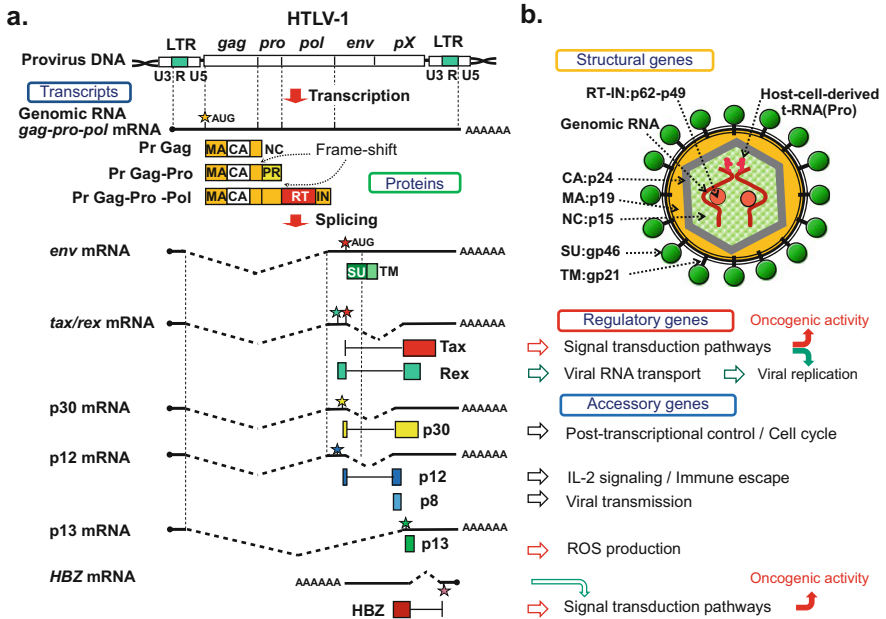 a.
HTLV-1
LTR gag pro pol env pX LTR
Provirus DNA
U3 R U5 U3 R U5
Transcripts
Transcription
Genomic RNA
AUG
gag-pro-pol mRNA AAAAAA
Pr Gag MA CA NC
Frame-shift
Pr Gag-Pro MA CA PR
Proteins
Pr Gag-Pro -Pol MA CA RT IN
Splicing
AUG
env mRNA AAAAAA
SU TM
tax/rex mRNA AAAAAA
Tax
Rex
p30 mRNA AAAAAA
p30
p12 mRNA AAAAAA
p12
p8
p13 mRNA AAAAAA
p13
HBZ mRNA AAAAAA
HBZ
b.
Structural genes
RT-IN:p62-p49
Host-cell-derived
t-RNA(Pro)
Genomic RNA
CA:p24
MA:p19
NC:p15
SU:gp46
TM:gp21
Regulatory genes
Oncogenic activity
Signal transduction pathways
Viral RNA transport Viral replication
Accessory genes
Post-transcriptional control / Cell cycle
IL-2 signaling / Immune escape
Viral transmission
ROS production
Oncogenic activity
Signal transduction pathways